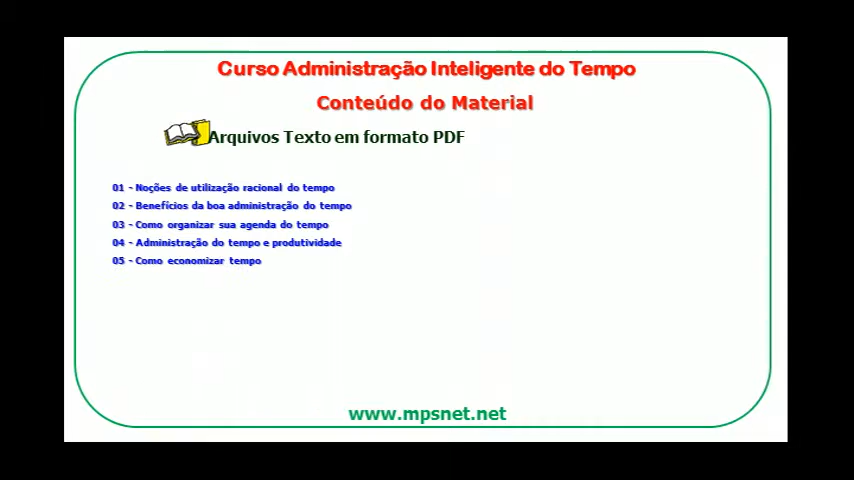 Curso Administração Inteligente do Tempo
Conteúdo do Material
Arquivos Texto em formato PDF
01 - Noções de utilização racional do tempo
02 - Benefícios da boa administração do tempo
03 - Como organizar sua agenda do tempo
04 - Administração do tempo e produtividade
05 - Como economizar tempo
www.mpsnet.net